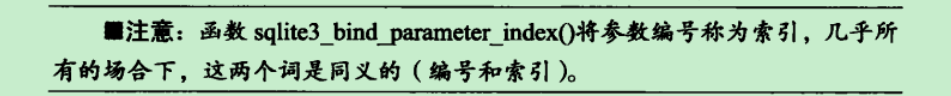 ■注意：函数 sqlite3_bind_parameter_index()将参数编号称为索引，几乎所
有的场合下，这两个词是同义的（编号和索引）。